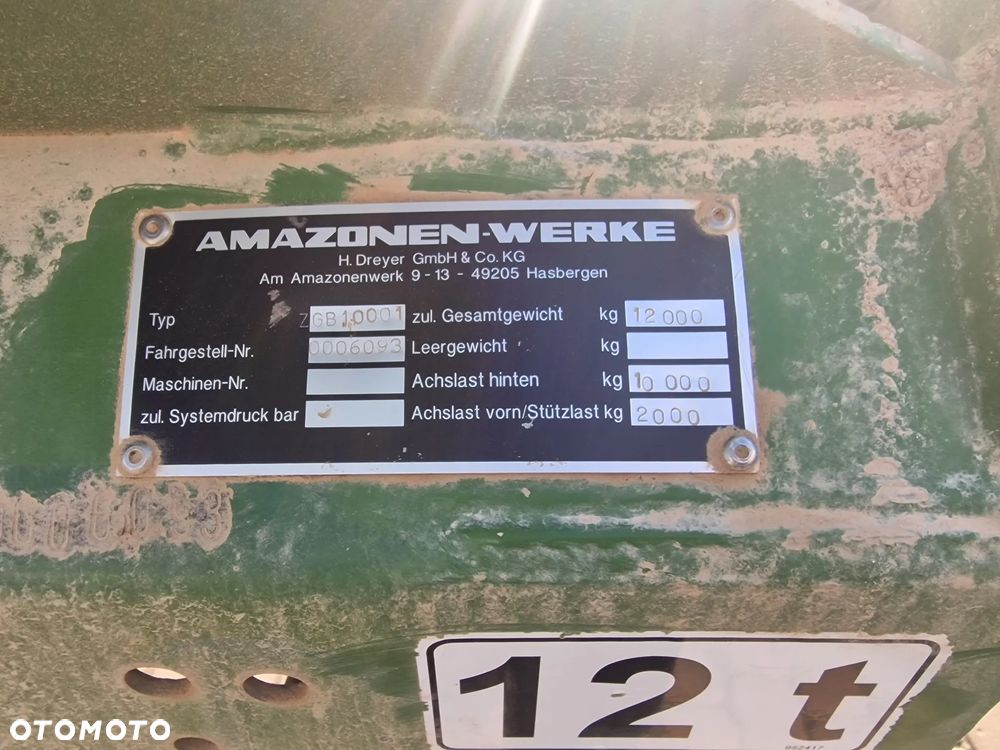 AMAZONEN-WERKE
H. Dreyer GmbH & Co. KG
Am Amazonenwerk 9 - 13 - 49205 Hasbergen
Typ ZGB10001 zul. Gesamtgewicht kg 12 000
Fahrgestell-Nr. 0006093 Leergewicht kg
Maschinen-Nr. Achslast hinten kg 10 000
zul. Systemdruck bar Achslast vorn/Stützlast kg 2000
12 t
952417
OTOMOTO